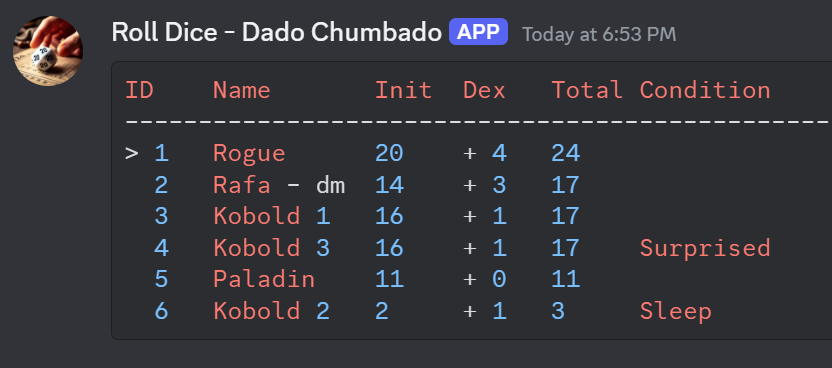 Roll Dice - Dado Chumbado APP Today at 6:53 PM
ID Name Init Dex Total Condition
---------------------------------------------------
> 1 Rogue 20 + 4 24
2 Rafa - dm 14 + 3 17
3 Kobold 1 16 + 1 17
4 Kobold 3 16 + 1 17 Surprised
5 Paladin 11 + 0 11
6 Kobold 2 2 + 1 3 Sleep